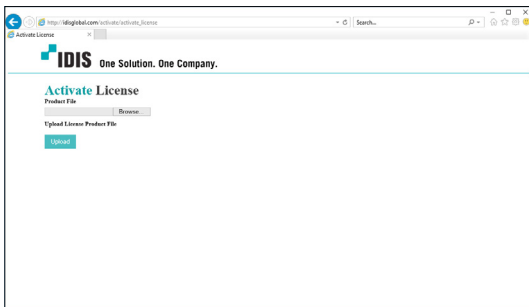 http://idisglobal.com/activate/activate_license
Search...
Activate License
IDIS One Solution. One Company.
Activate License
Product File
Browse...
Upload License Product File
Upload